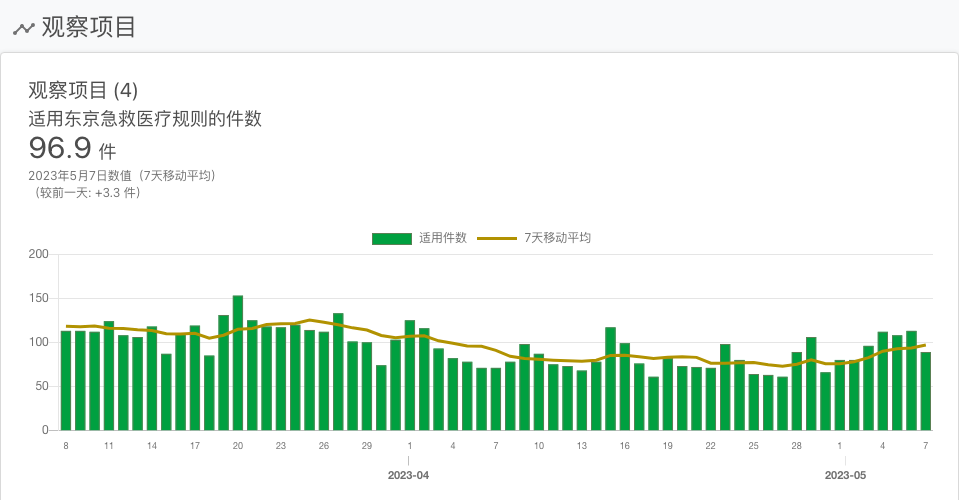 观察项目
观察项目 (4)
适用东京急救医疗规则的件数
96.9 件
2023年5月7日数值（7天移动平均）
（较前一天: +3.3 件）
适用件数 7天移动平均
200
150
100
50
0
8 11 14 17 20 23 26 29 1 4 7 10 13 16 19 22 25 28 1 4 7
2023-04 2023-05